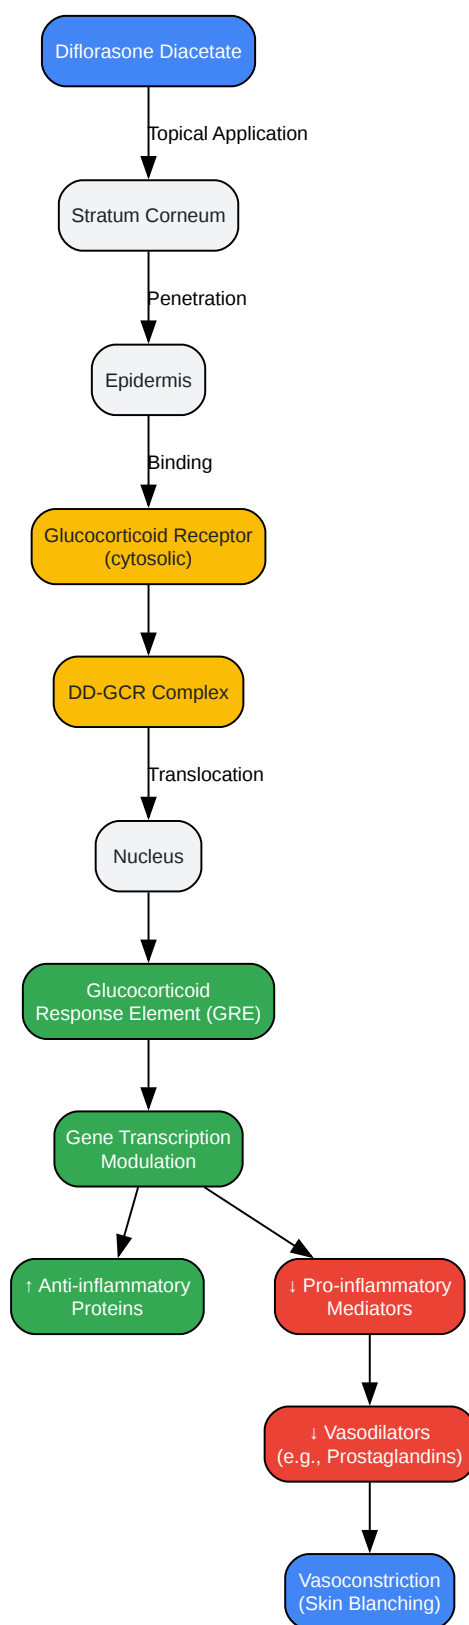 Diflorasone Diacetate
Topical Application
Stratum Corneum
Penetration
Epidermis
Binding
Glucocorticoid Receptor
(cytosolic)
DD-GCR Complex
Translocation
Nucleus
Glucocorticoid
Response Element (GRE)
Gene Transcription
Modulation
↑ Anti-inflammatory
Proteins
↓ Pro-inflammatory
Mediators
↓ Vasodilators
(e.g., Prostaglandins)
Vasoconstriction
(Skin Blanching)